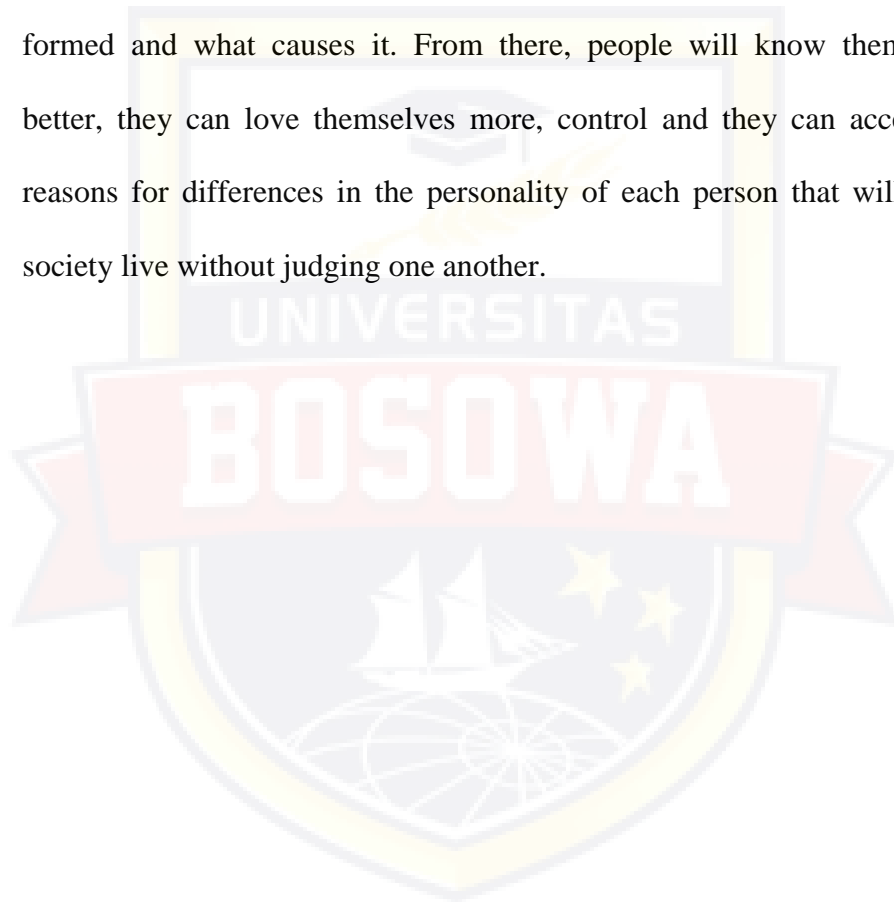 formed and what causes it. From there, people will know
better, they can love themselves more, control and they can
reasons for differences in the personality of each person that
society live without judging one another.
UNIVERSITAS
BOSOWA